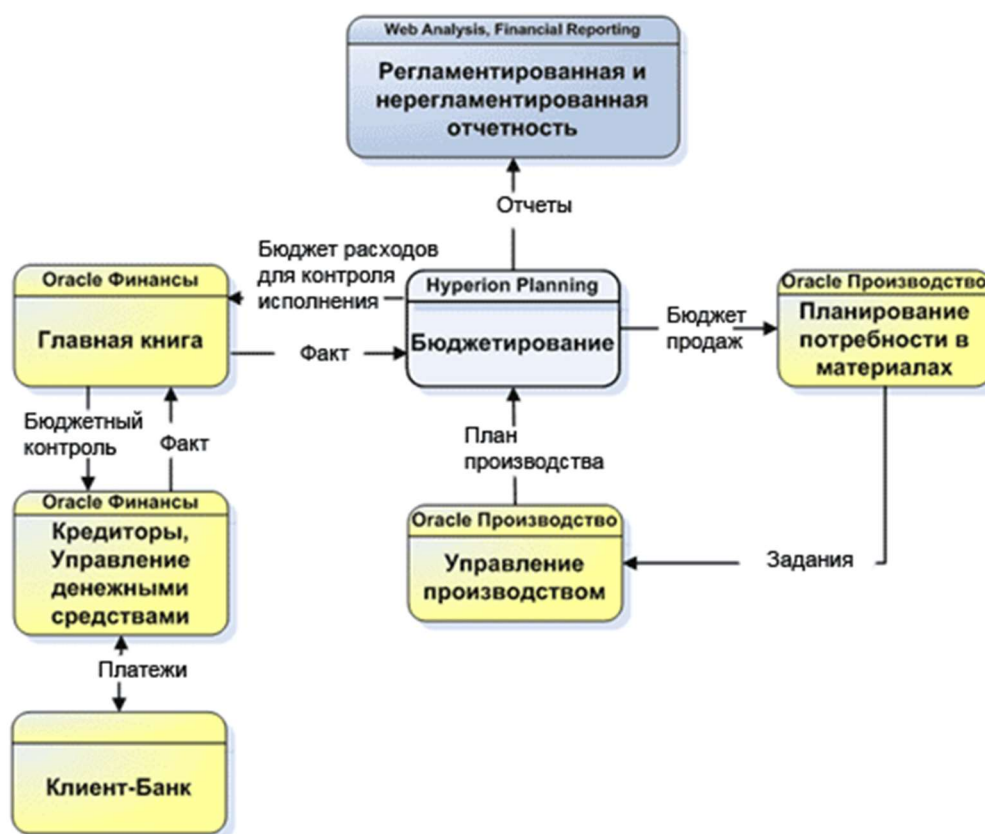 Web Analysis, Financial Reporting
Регламентированная и
нерегламентированная
отчетность
Отчеты
Бюджет расходов
для контроля
исполнения
Oracle Финансы
Главная книга
Факт
Hyperion Planning
Бюджетирование
Бюджет
продаж
Oracle Производство
Планирование
потребности в
материалах
Бюджетный
контроль
Факт
План
производства
Oracle Финансы
Кредиторы,
Управление
денежными
средствами
Oracle Производство
Управление
производством
Задания
Платежи
Клиент-Банк